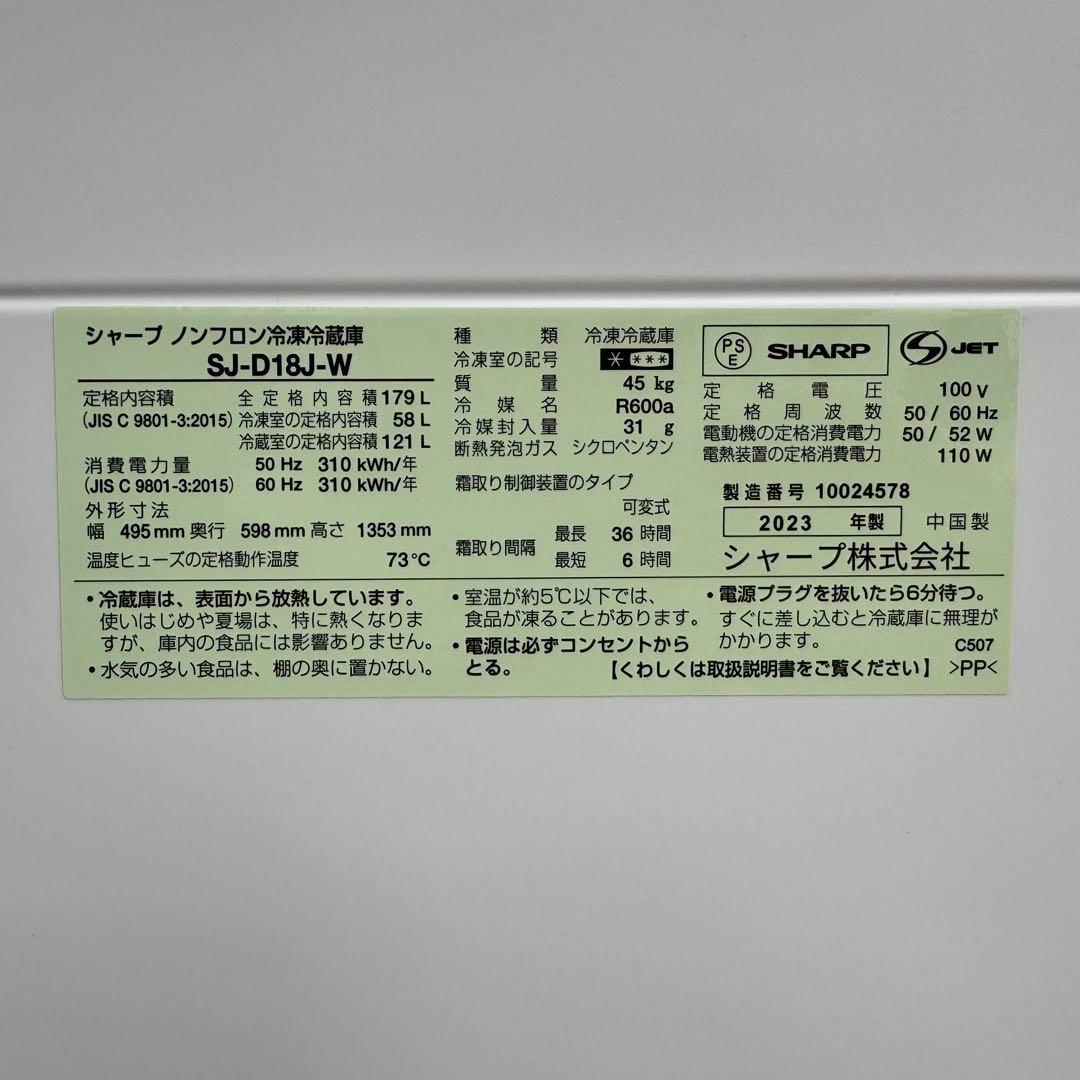 シャープ ノンフロン冷凍冷蔵庫
SJ-D18J-W
定格内容積 全定格内容積 179 L
(JIS C 9801-3:2015) 冷凍室の定格内容積 58 L
冷蔵室の定格内容積 121 L
消費電力量 50 Hz 310 kWh/年
(JIS C 9801-3:2015) 60 Hz 310 kWh/年
外形寸法
幅 495 mm 奥行 598 mm 高さ 1353 mm
温度ヒューズの定格動作温度 73℃
種類 冷凍冷蔵庫
冷凍室の記号 * ***
質量 45 kg
冷媒名 R600a
冷媒封入量 31 g
断熱発泡ガス シクロペンタン
霜取り制御装置のタイプ
可変式
霜取り間隔 最長 36 時間
最短 6 時間
PS
E
SHARP
S JET
定格電圧 100 V
定格周波数 50 / 60 Hz
電動機の定格消費電力 50 / 52 W
電熱装置の定格消費電力 110 W
製造番号 10024578
2023 年製 中国製
シャープ株式会社
・冷蔵庫は、表面から放熱しています。
使いはじめや夏場は、特に熱くなりま
すが、庫内の食品には影響ありません。
・水気の多い食品は、棚の奥に置かない。
・室温が約5℃以下では、
食品が凍ることがあります。
・電源は必ずコンセントから
とる。
・電源プラグを抜いたら6分待つ。
すぐに差し込むと冷蔵庫に無理が
かかります。
C507
【くわしくは取扱説明書をご覧ください】 >PP<